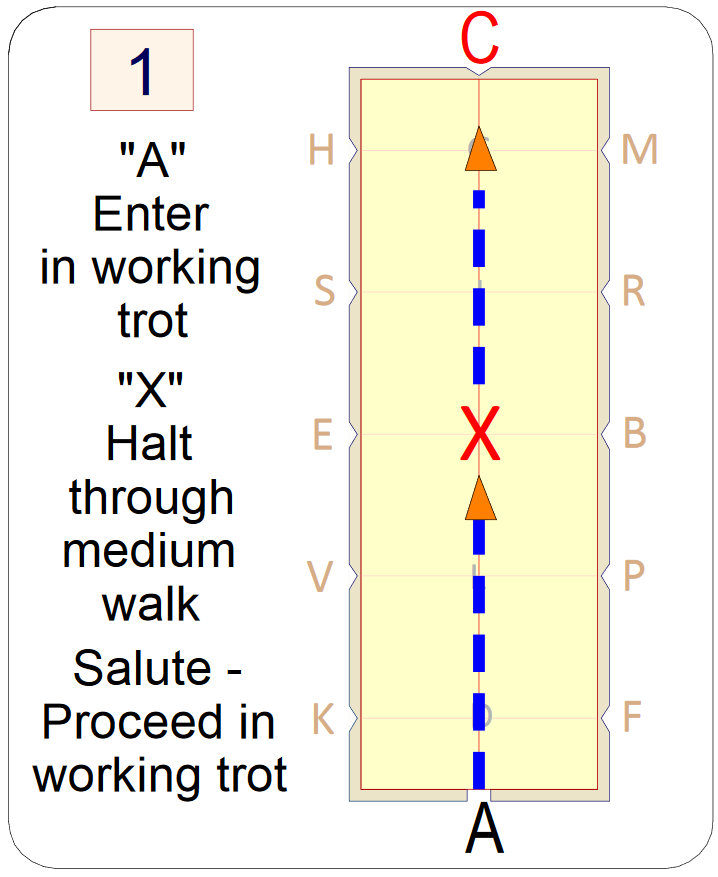 1
"A"
Enter
in working
trot
"X"
Halt
through
medium
walk
Salute -
Proceed in
working trot
C
H M
S R
E X B
V L P
K D F
A